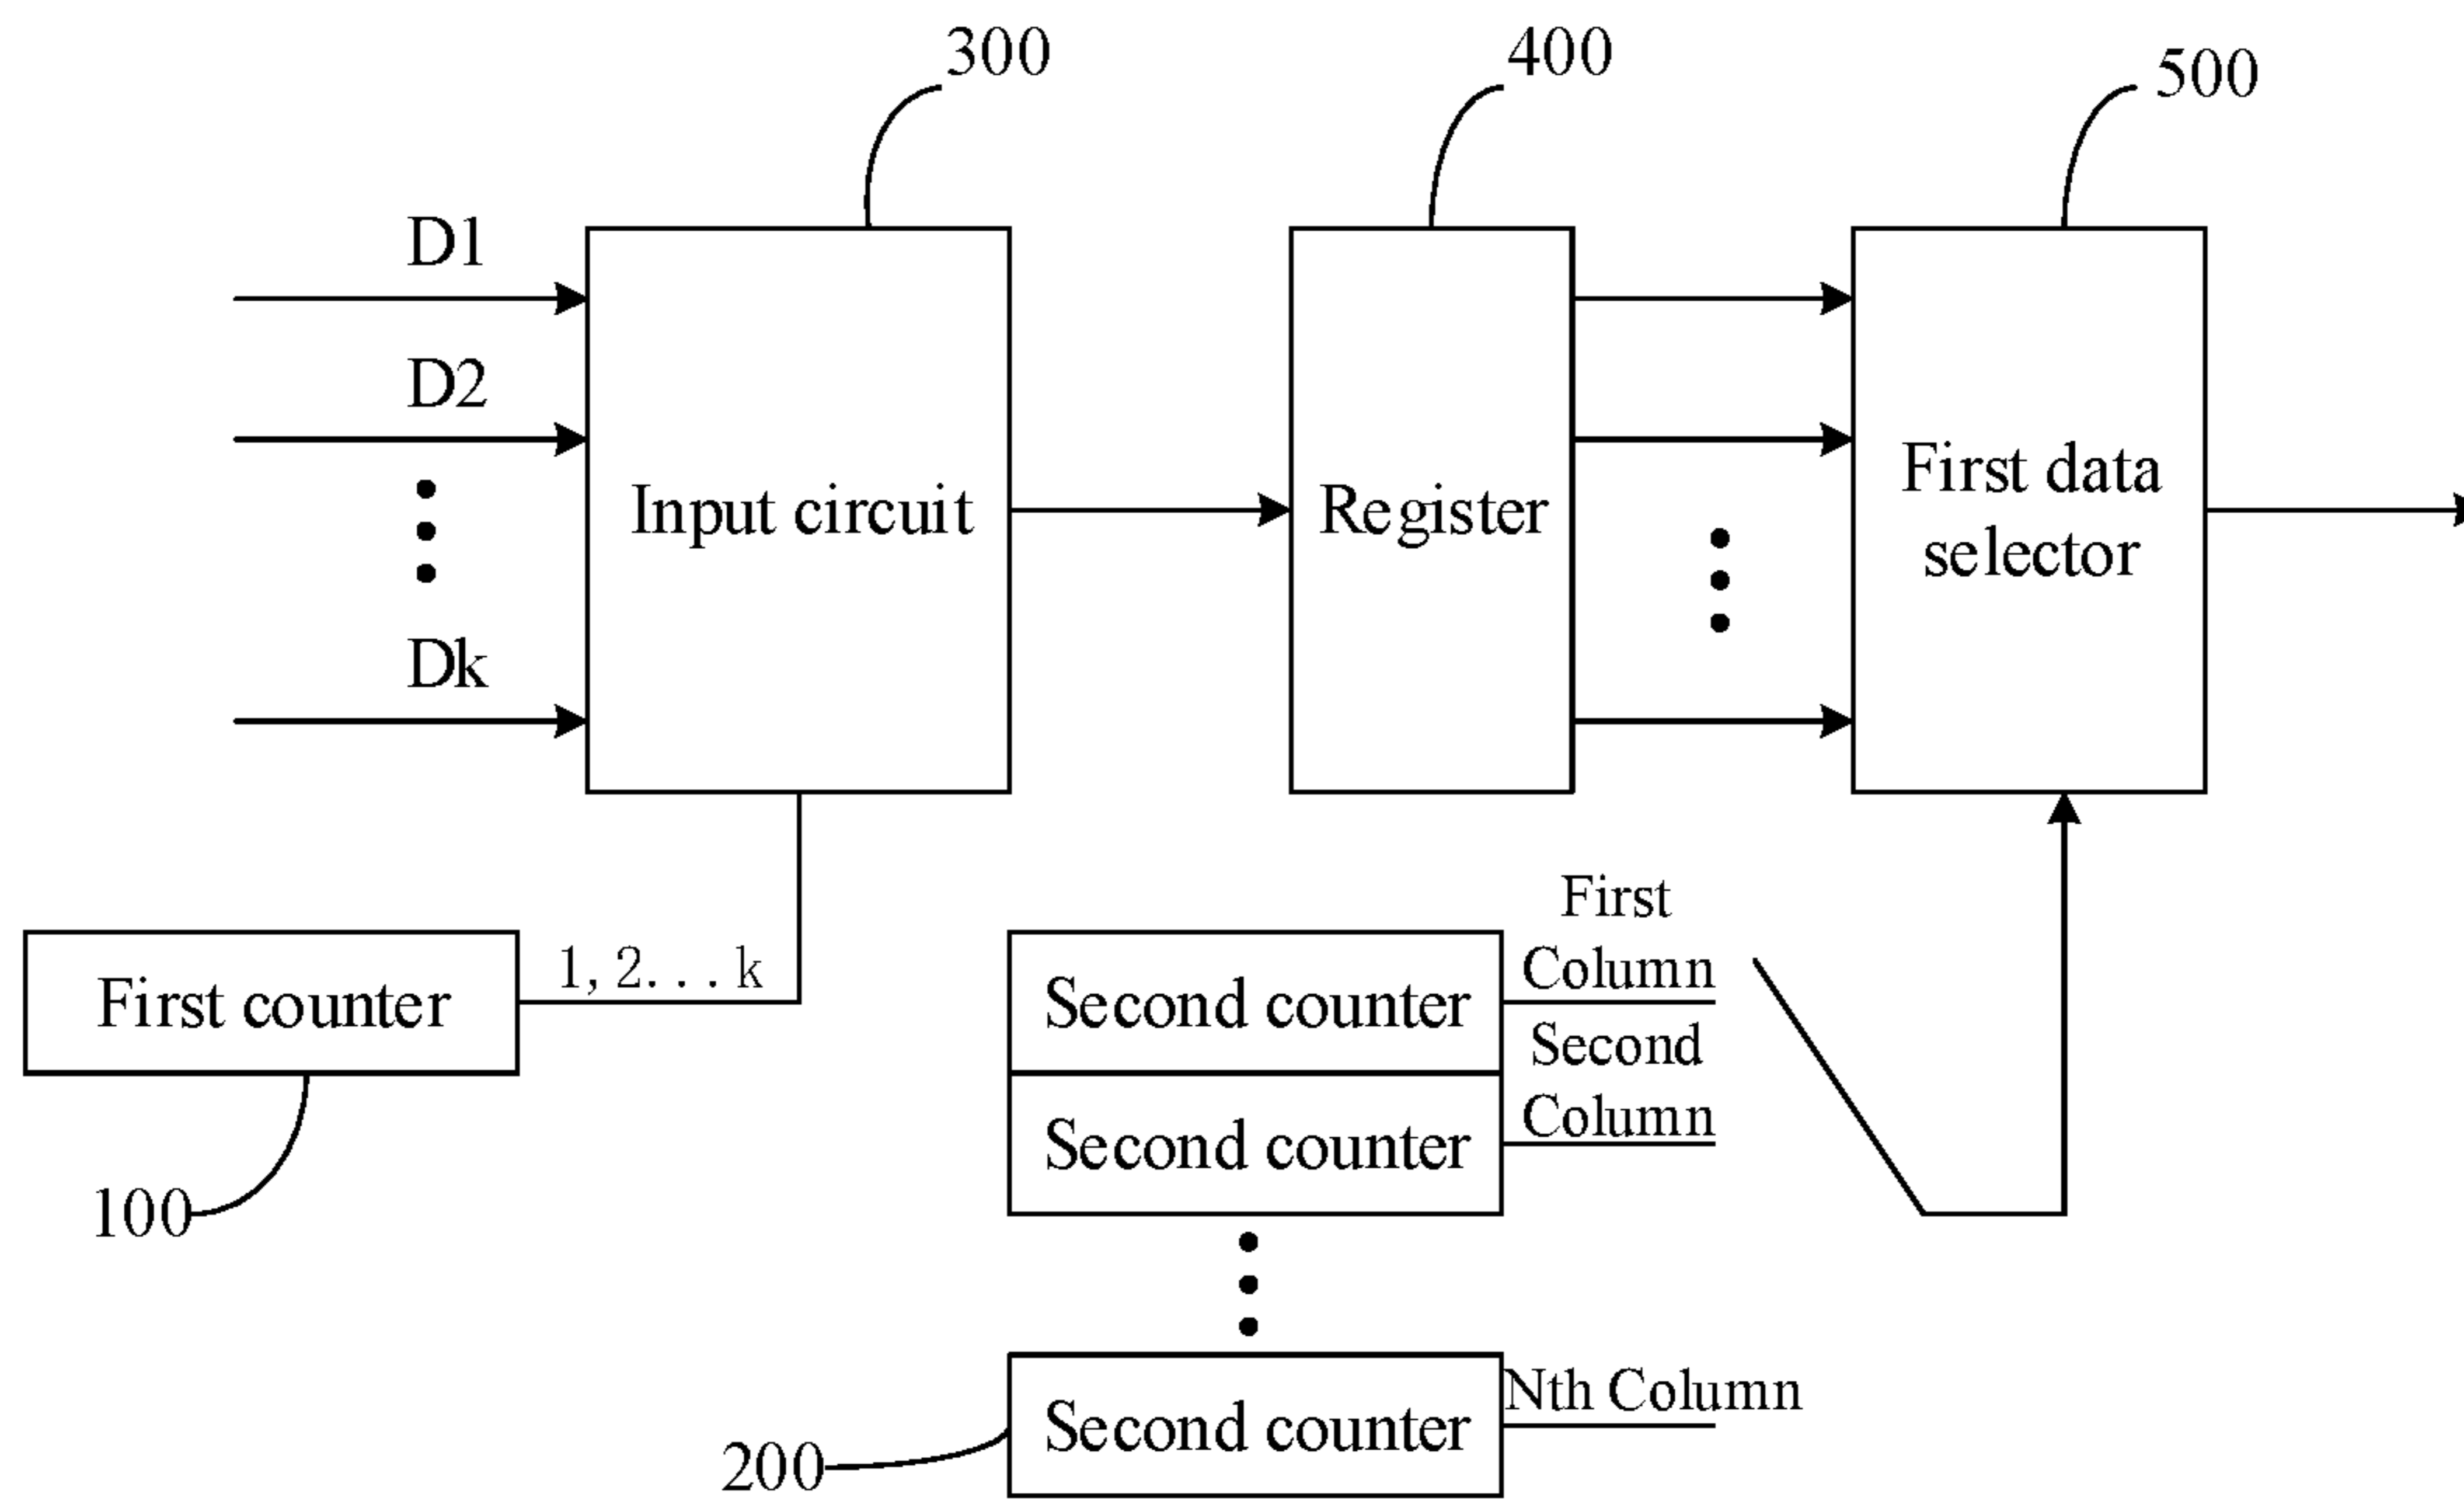 300
400
500
D1
D2
Dk
Input circuit
Register
First data
selector
First counter
1, 2. . . k
100
Second counter
First
Column
Second counter
Second
Column
Second counter
Nth Column
200